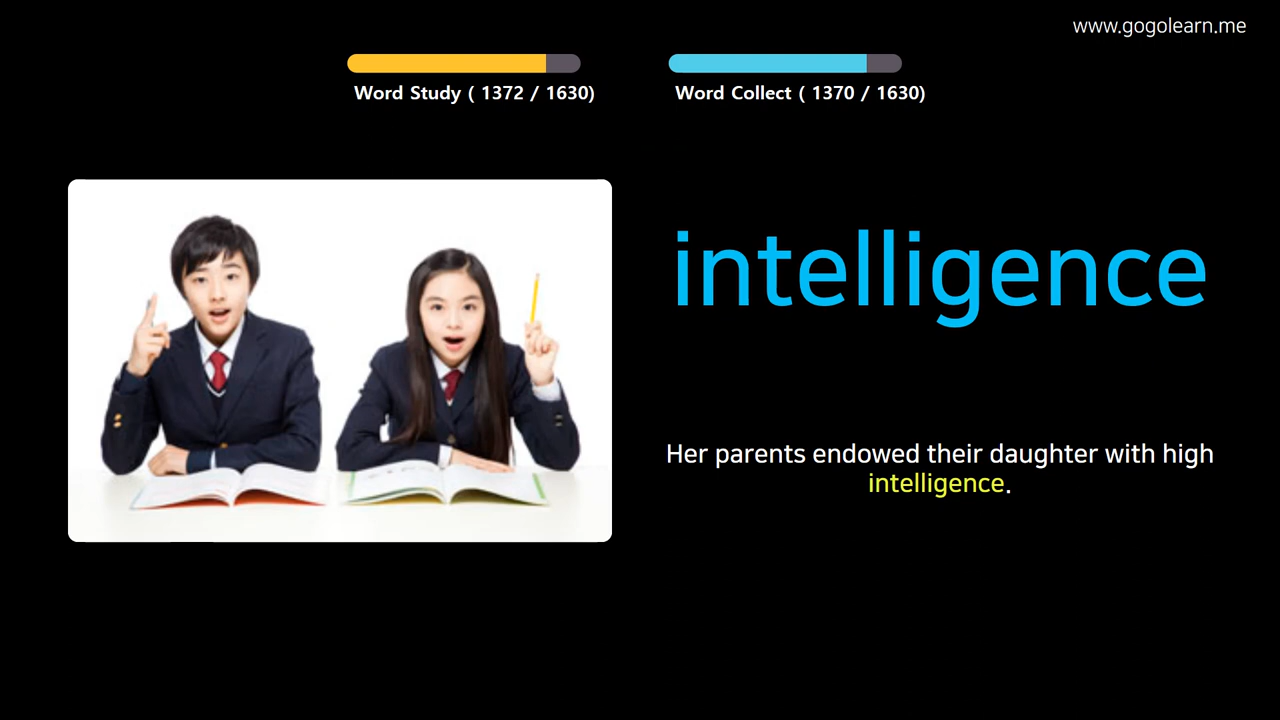 www.gogolearn.me
Word Study ( 1372 / 1630)
Word Collect ( 1370 / 1630)
intelligence
Her parents endowed their daughter with high
intelligence.